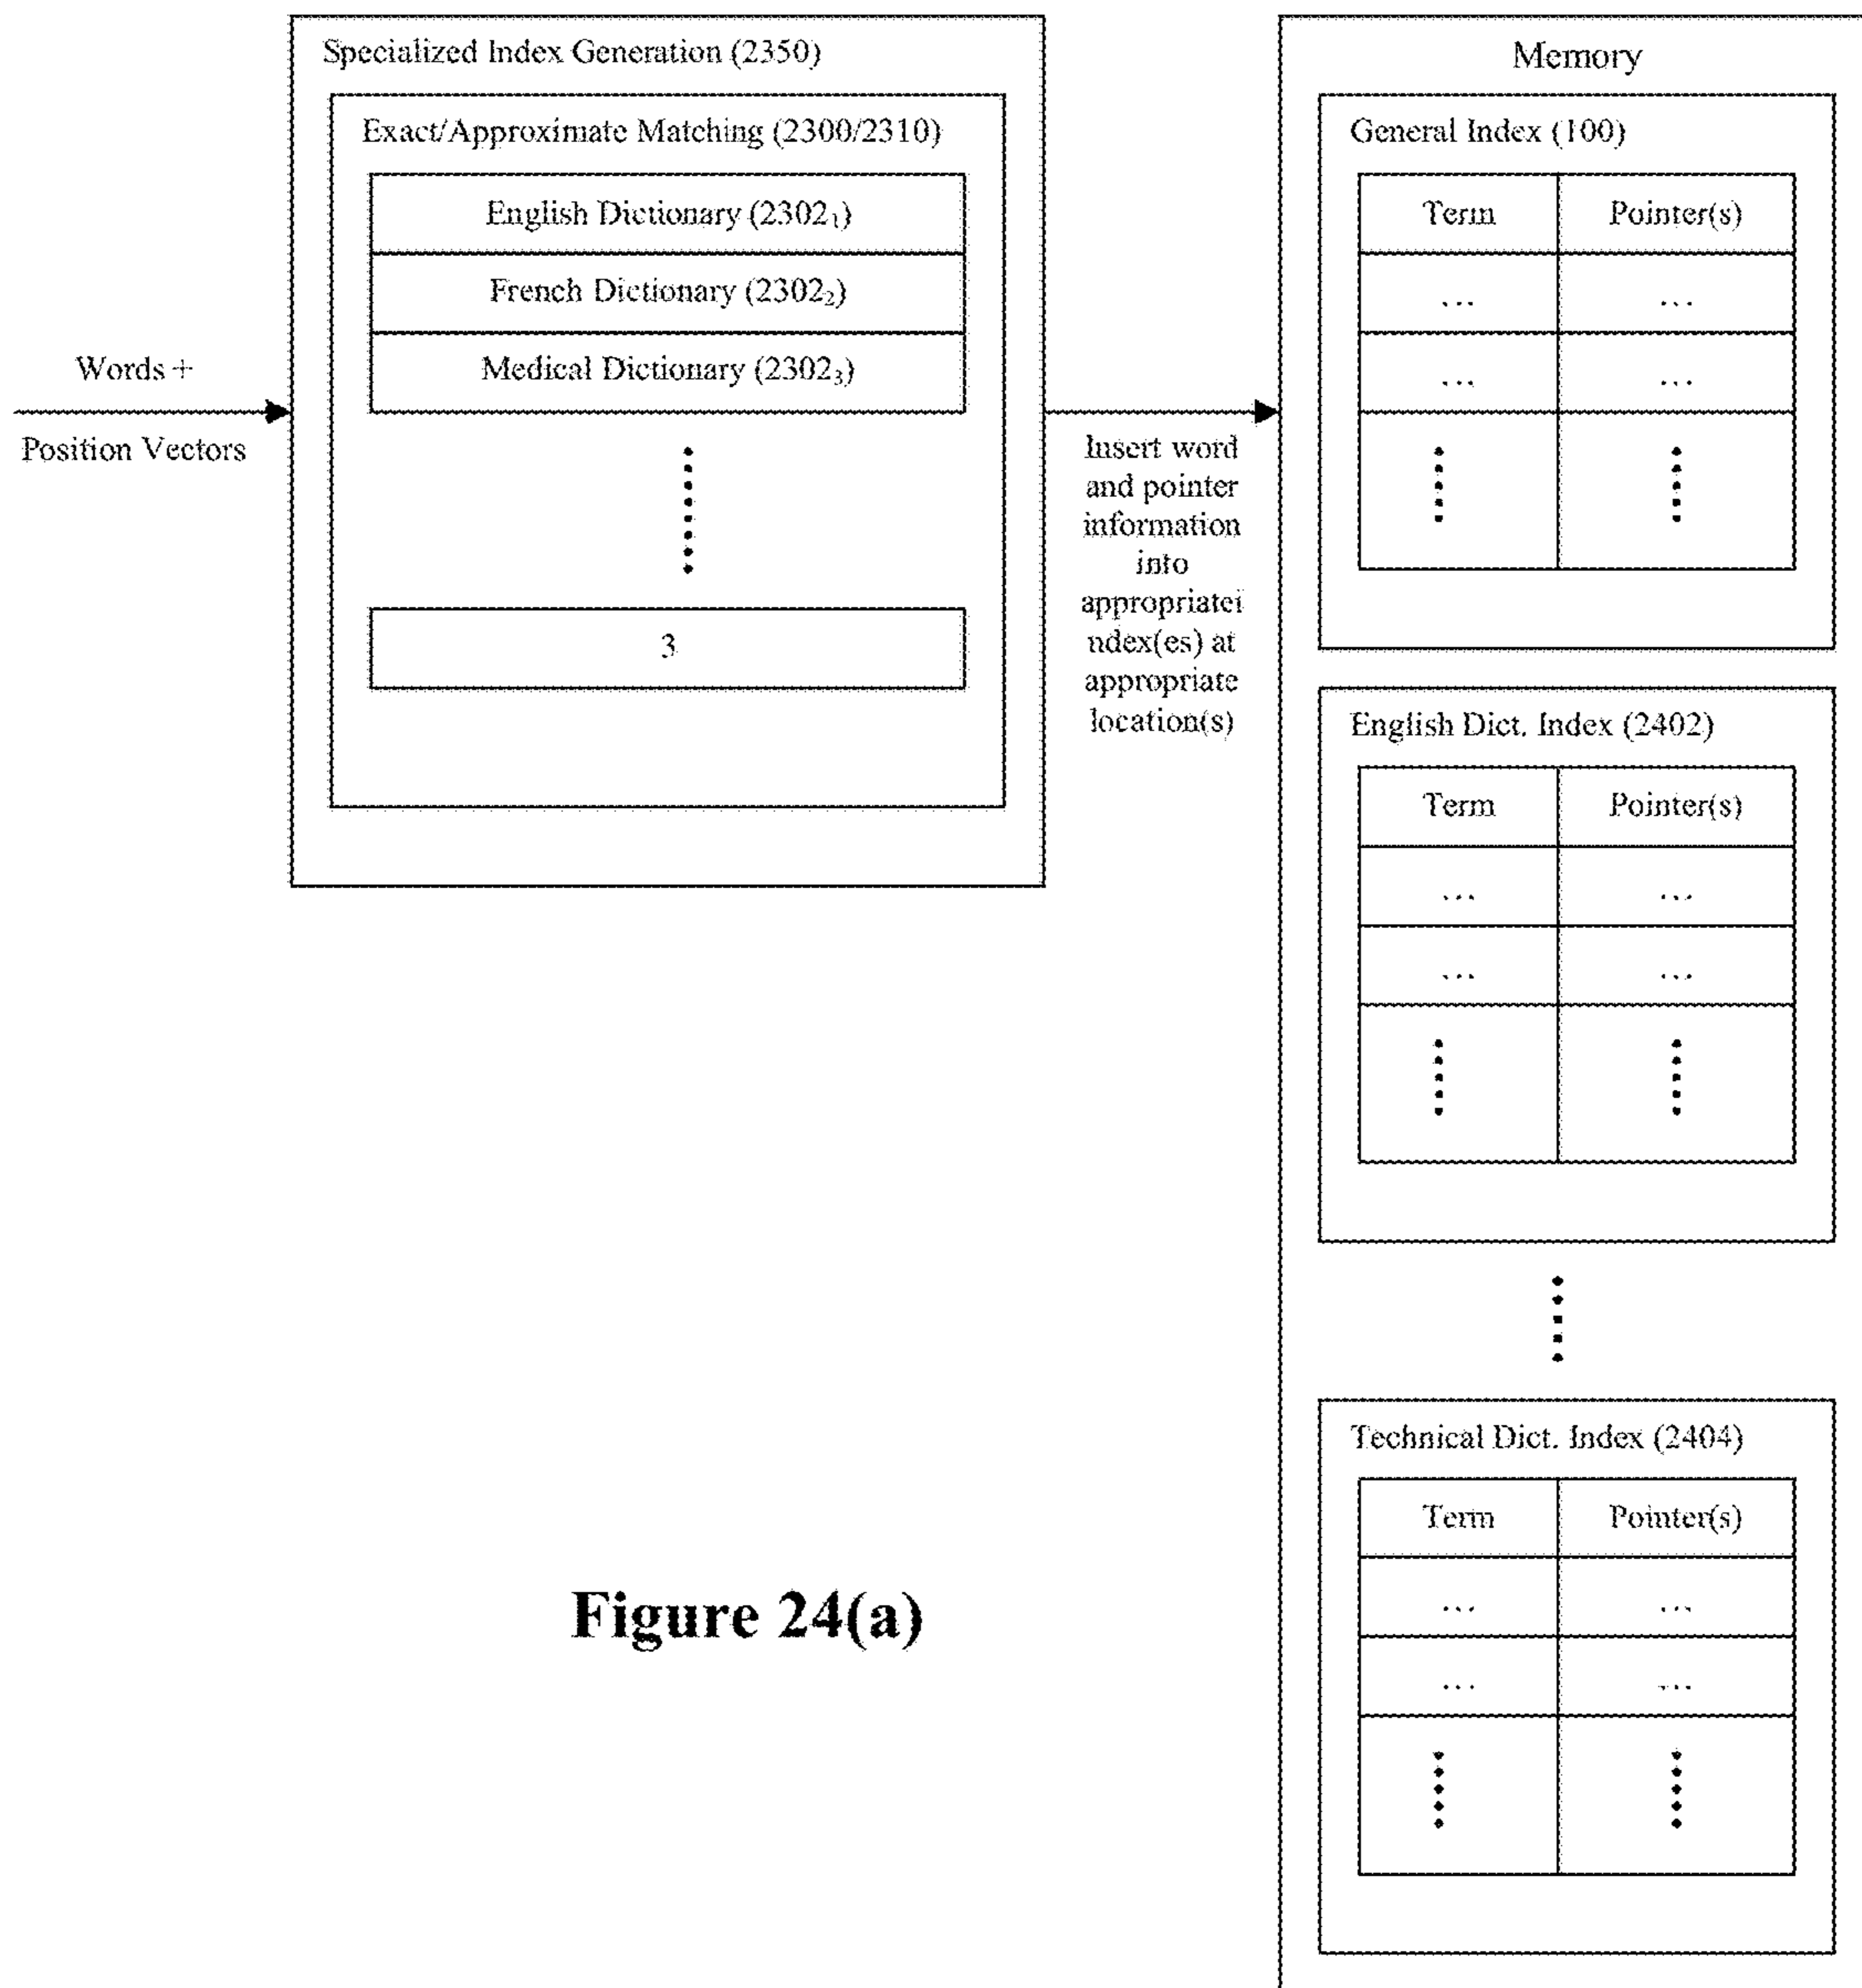 Words +
Position Vectors
Specialized Index Generation (2350)
Exact/Approximate Matching (2300/2310)
English Dictionary (2302₁)
French Dictionary (2302₂)
Medical Dictionary (2302₃)
3
Insert word
and pointer
information
into
appropriatei
ndex(es) at
appropriate
location(s)
Memory
General Index (100)
Term Pointer(s)
... ...
... ...
English Dict. Index (2402)
Term Pointer(s)
... ...
... ...
Technical Dict. Index (2404)
Term Pointer(s)
... ...
... ...
Figure 24(a)